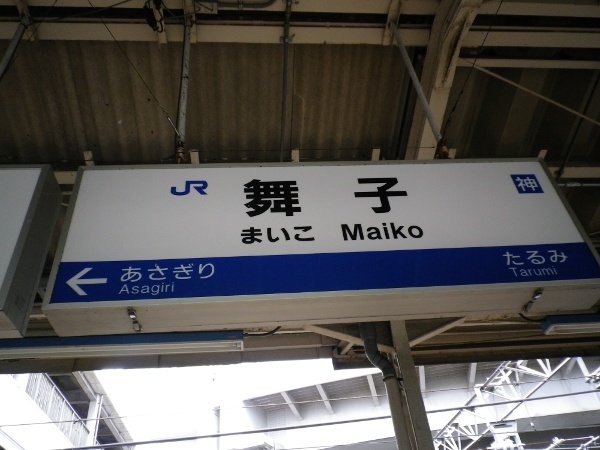 JR 舞子 神
まいこ Maiko
← あさぎり たるみ
Asagiri Tarumi